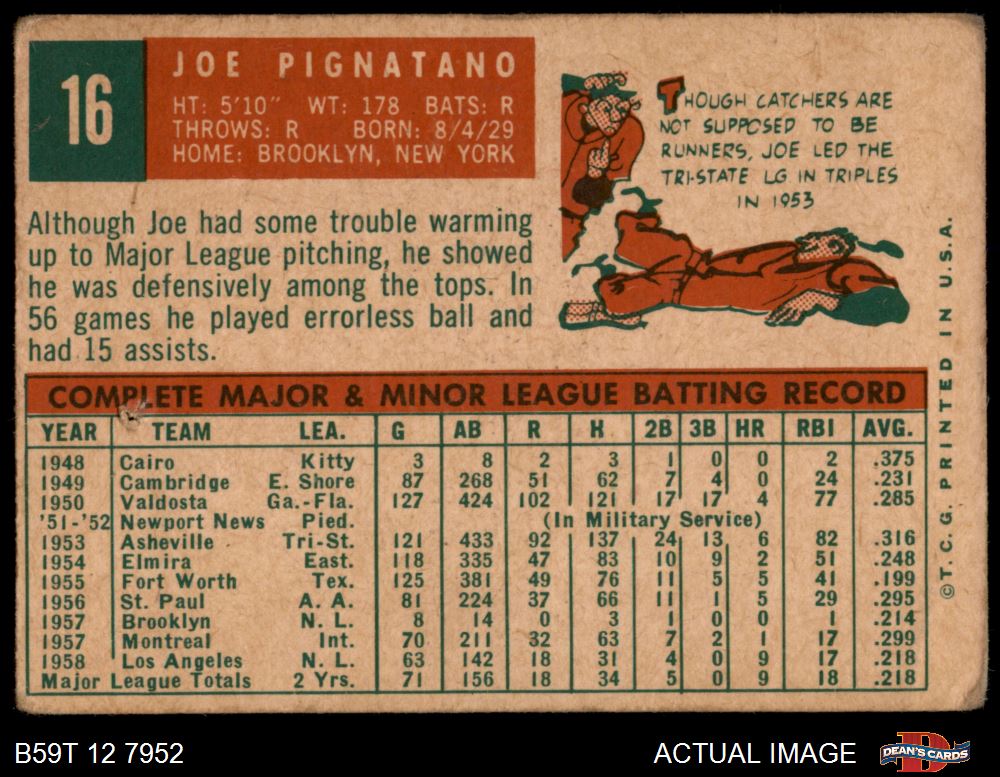 16
JOE PIGNATANO
HT: 5'10" WT: 178 BATS: R
THROWS: R BORN: 8/4/29
HOME: BROOKLYN, NEW YORK
THOUGH CATCHERS ARE
NOT SUPPOSED TO BE
RUNNERS, JOE LED THE
TRI-STATE LG IN TRIPLES
IN 1953
Although Joe had some trouble warming
up to Major League pitching, he showed
he was defensively among the tops. In
56 games he played errorless ball and
had 15 assists.
COMPLETE MAJOR & MINOR LEAGUE BATTING RECORD
YEAR TEAM LEA. G AB R H 2B 3B HR RBI AVG.
1948 Cairo Kitty 3 8 2 3 1 0 0 2 .375
1949 Cambridge E. Shore 87 268 51 62 7 4 0 24 .231
1950 Valdosta Ga.-Fla. 127 424 102 121 17 17 4 77 .285
'51-'52 Newport News Pied. (In Military Service)
1953 Asheville Tri-St. 121 433 92 137 24 13 6 82 .316
1954 Elmira East. 118 335 47 83 10 9 2 51 .248
1955 Fort Worth Tex. 125 381 49 76 11 5 5 41 .199
1956 St. Paul A. A. 81 224 37 66 11 1 5 29 .295
1957 Brooklyn N. L. 8 14 0 3 1 0 0 1 .214
1957 Montreal Int. 70 211 32 63 7 2 1 17 .299
1958 Los Angeles N. L. 63 142 18 31 4 0 9 17 .218
Major League Totals 2 Yrs. 71 156 18 34 5 0 9 18 .218
©T. C. G. PRINTED IN U.S.A.
B59T 12 7952
ACTUAL IMAGE
D
DEAN'S CARDS